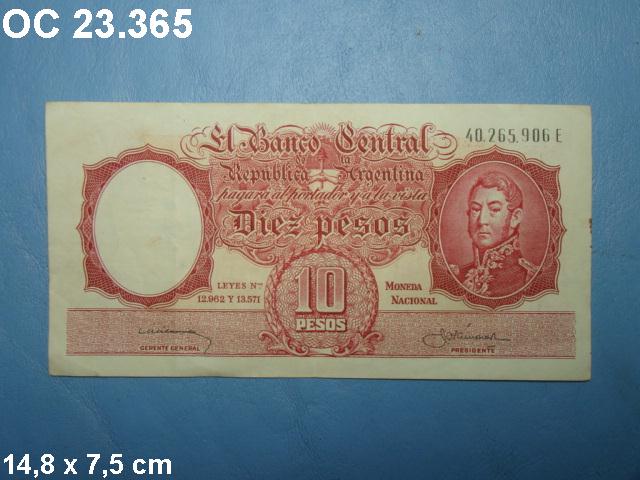 OC 23.365
El Banco Central
40.265.906 E
de la
República Argentina
pagará al portador y a la vista
Diez pesos
LEYES Nros
12.962 Y 13.571
10
PESOS
MONEDA
NACIONAL
GERENTE GENERAL
PRESIDENTE
14,8 x 7,5 cm